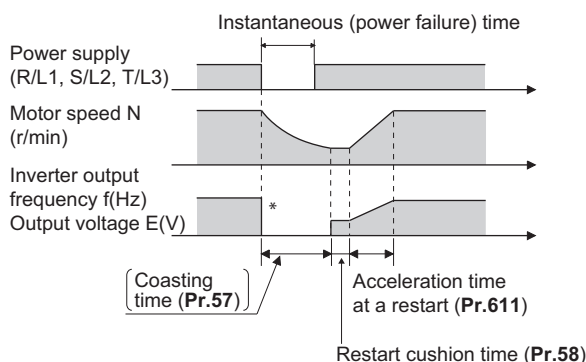 Instantaneous (power failure) time
Power supply
(R/L1, S/L2, T/L3)
Motor speed N
(r/min)
Inverter output
frequency f(Hz)
*
Output voltage E(V)
Coasting
time (Pr.57)
Acceleration time
at a restart (Pr.611)
Restart cushion time (Pr.58)